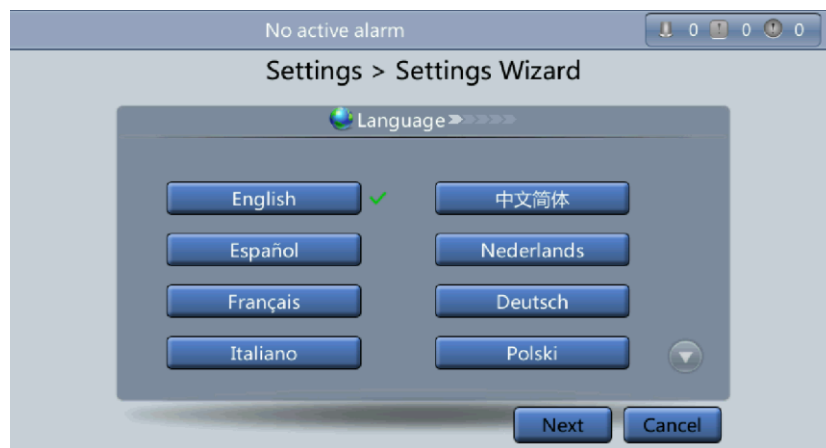 No active alarm 0 0 0
Settings > Settings Wizard
Language
English 中文简体
Español Nederlands
Français Deutsch
Italiano Polski
Next Cancel